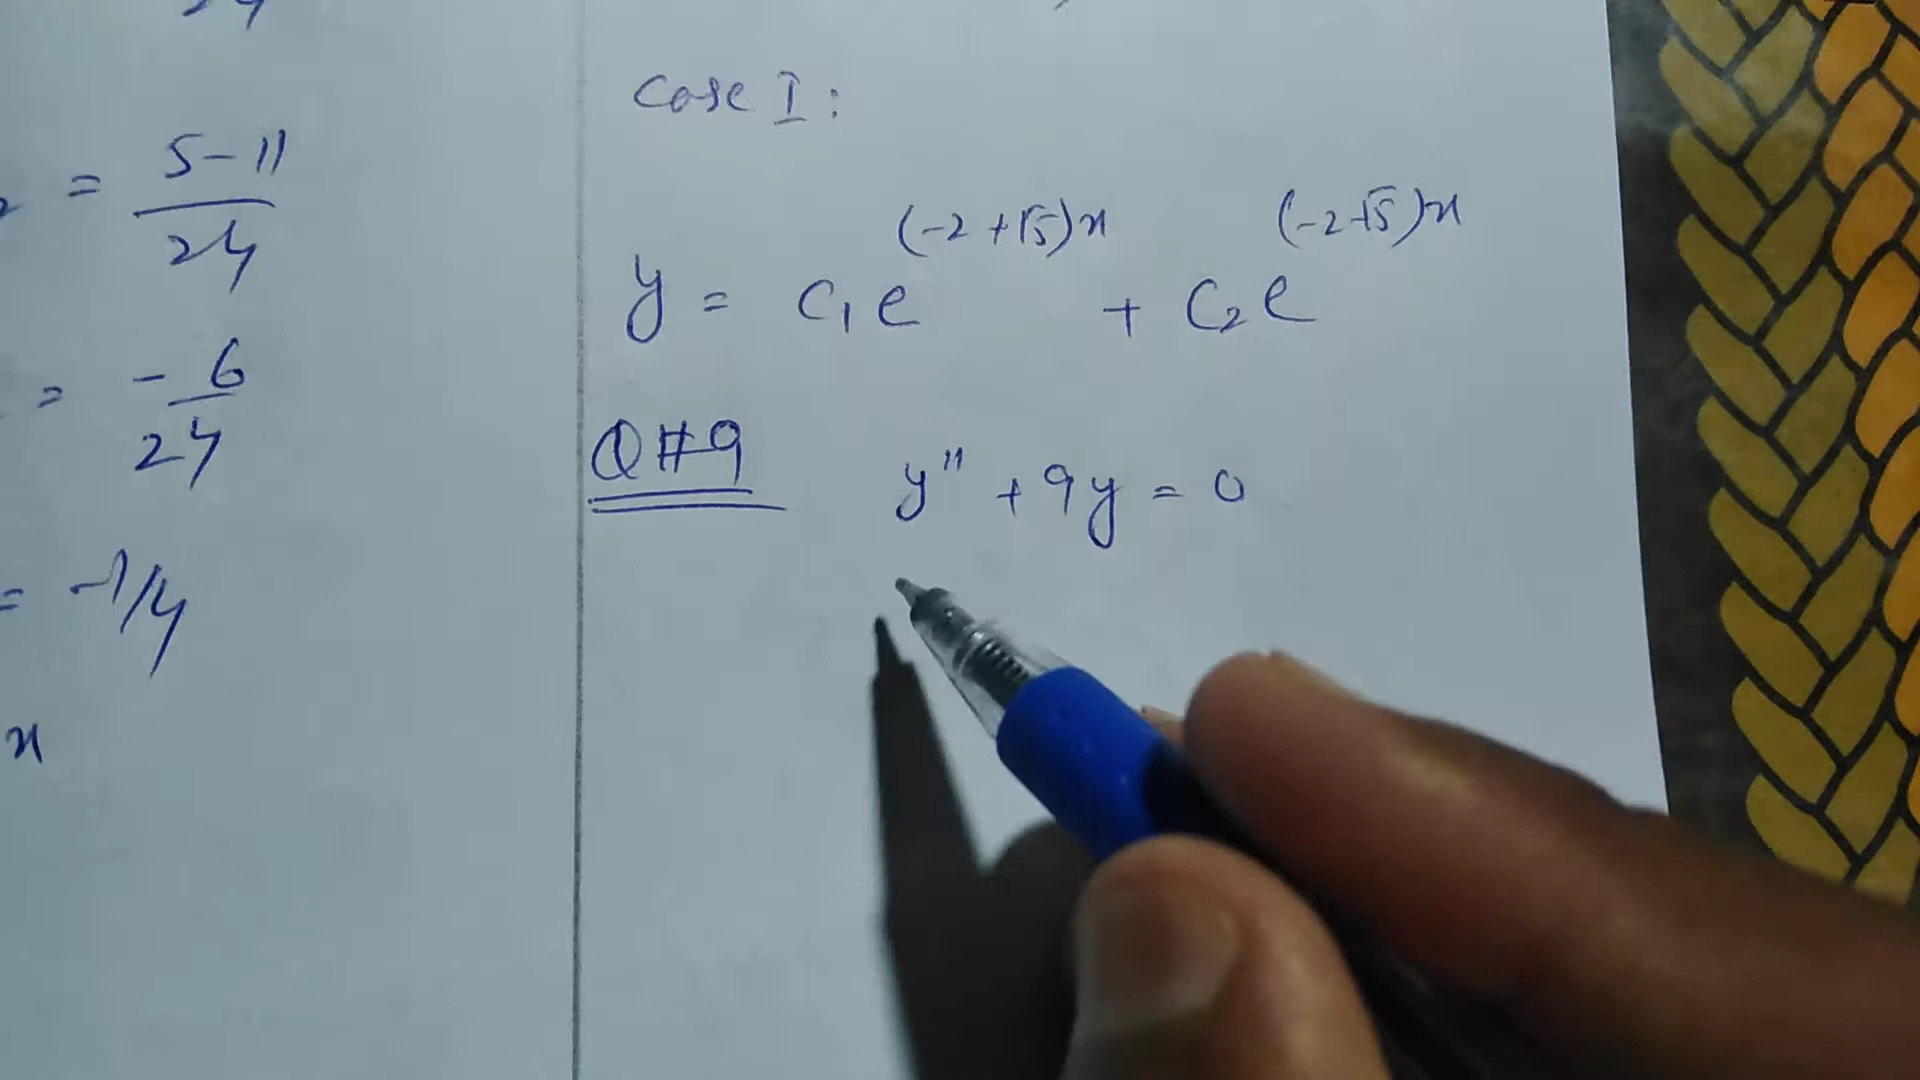 = 5-11/24
= -6/24
= -1/4
x
Case I:
y = C₁e^(-2+√5)x + C₂e^(-2-√5)x
Q#9 y" + 9y = 0